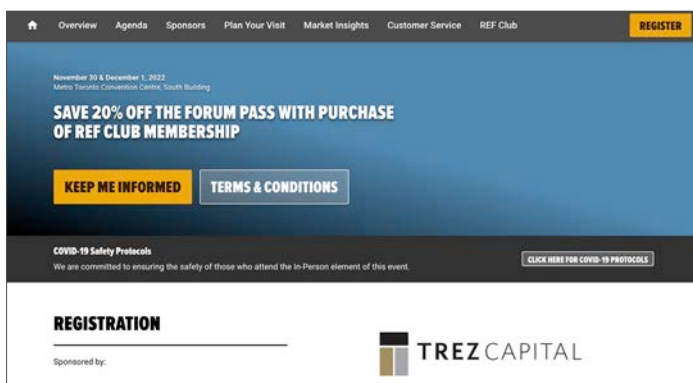 Overview Agenda Sponsors Plan Your Visit Market Insights Customer Service REF Club REGISTER
November 30 & December 1, 2022
Metro Toronto Convention Centre, South Building
SAVE 20% OFF THE FORUM PASS WITH PURCHASE
OF REF CLUB MEMBERSHIP
KEEP ME INFORMED TERMS & CONDITIONS
COVID-19 Safety Protocols
We are committed to ensuring the safety of those who attend the In-Person element of this event.
CLICK HERE FOR COVID-19 PROTOCOLS
REGISTRATION
Sponsored by:
TREZ CAPITAL